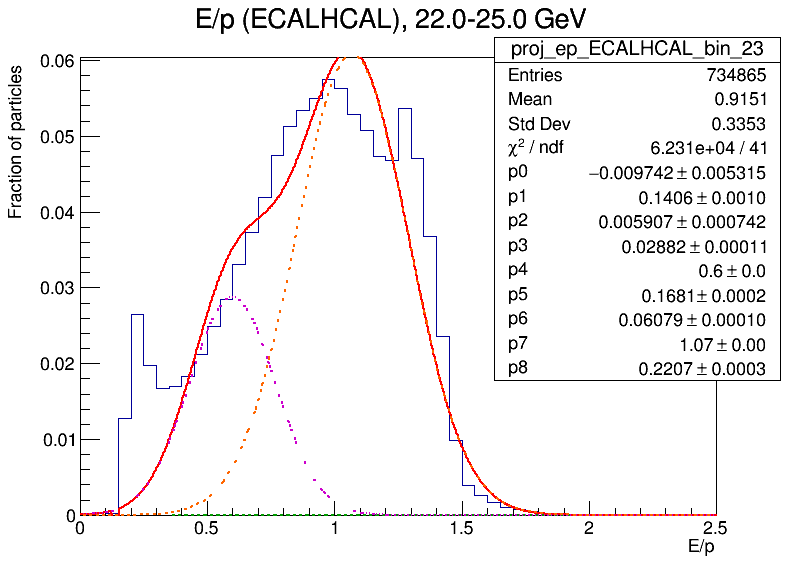 E/p (ECALHCAL), 22.0-25.0 GeV
proj_ep_ECALHCAL_bin_23
Entries 734865
Mean 0.9151
Std Dev 0.3353
χ² / ndf 6.231e+04 / 41
p0 −0.009742 ± 0.005315
p1 0.1406 ± 0.0010
p2 0.005907 ± 0.000742
p3 0.02882 ± 0.00011
p4 0.6 ± 0.0
p5 0.1681 ± 0.0002
p6 0.06079 ± 0.00010
p7 1.07 ± 0.00
p8 0.2207 ± 0.0003
Fraction of particles
0.06
0.05
0.04
0.03
0.02
0.01
0
0 0.5 1 1.5 2 2.5
E/p